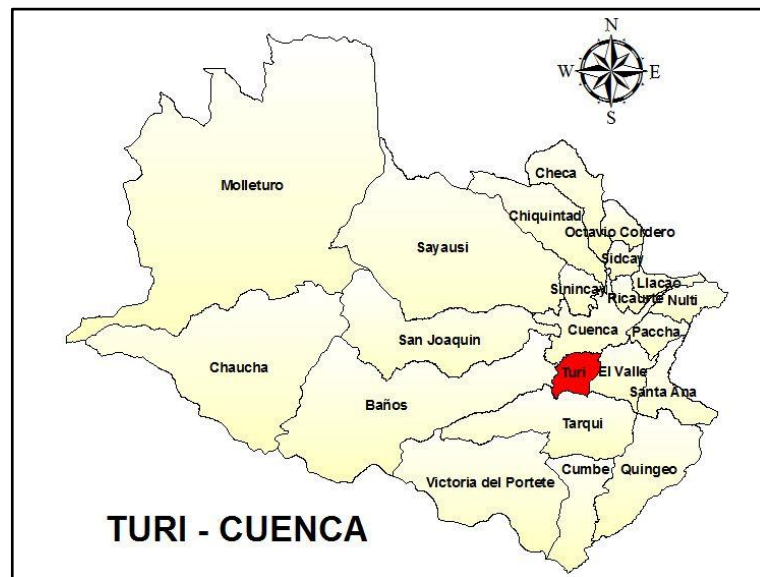 N
W E
S
Checa
Molleturo
Chiquintad
Octavio Cordero
Sayausi
Sidcay
Sinincay
Llacao
Ricaurte
Nulti
Cuenca
Paccha
San Joaquin
Chaucha
Turi
El Valle
Santa Ana
Baños
Tarqui
Cumbe
Quingeo
Victoria del Portete
TURI - CUENCA